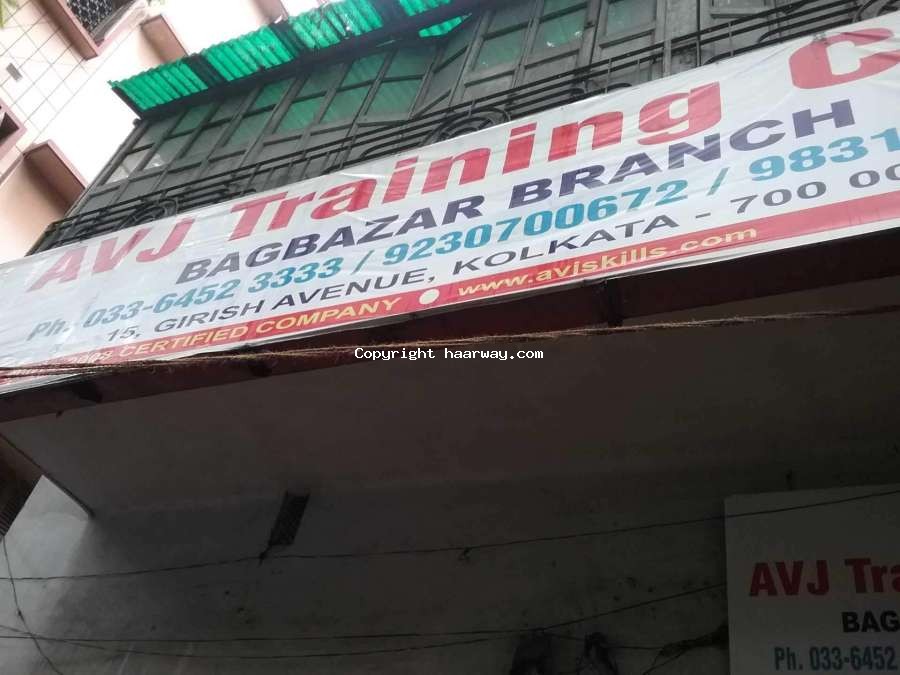 AVJ Training C
BAGBAZAR BRANCH
Ph. 033-6452 3333 / 9230700672 / 9831
15, GIRISH AVENUE, KOLKATA - 700 00
CERTIFIED COMPANY • www.avjskills.com
Copyright haarway.com
AVJ Tra
BAG
Ph. 033-6452